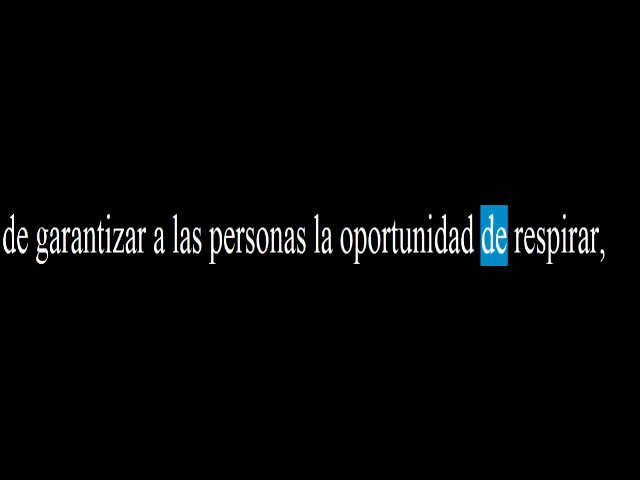 de garantizar a las personas la oportunidad de respirar,